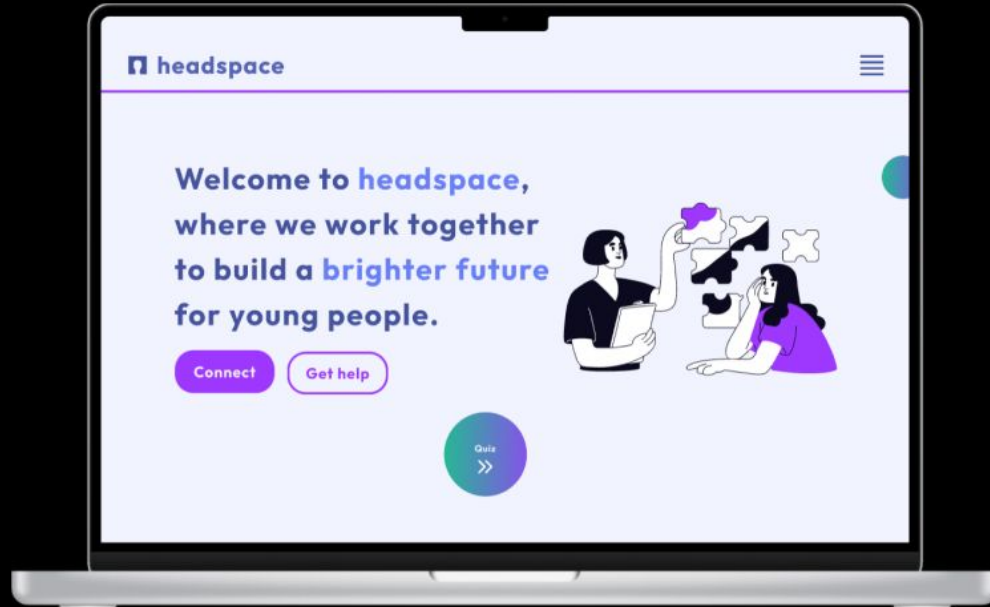 headspace
Welcome to headspace,
where we work together
to build a brighter future
for young people.
Connect
Get help
Quiz